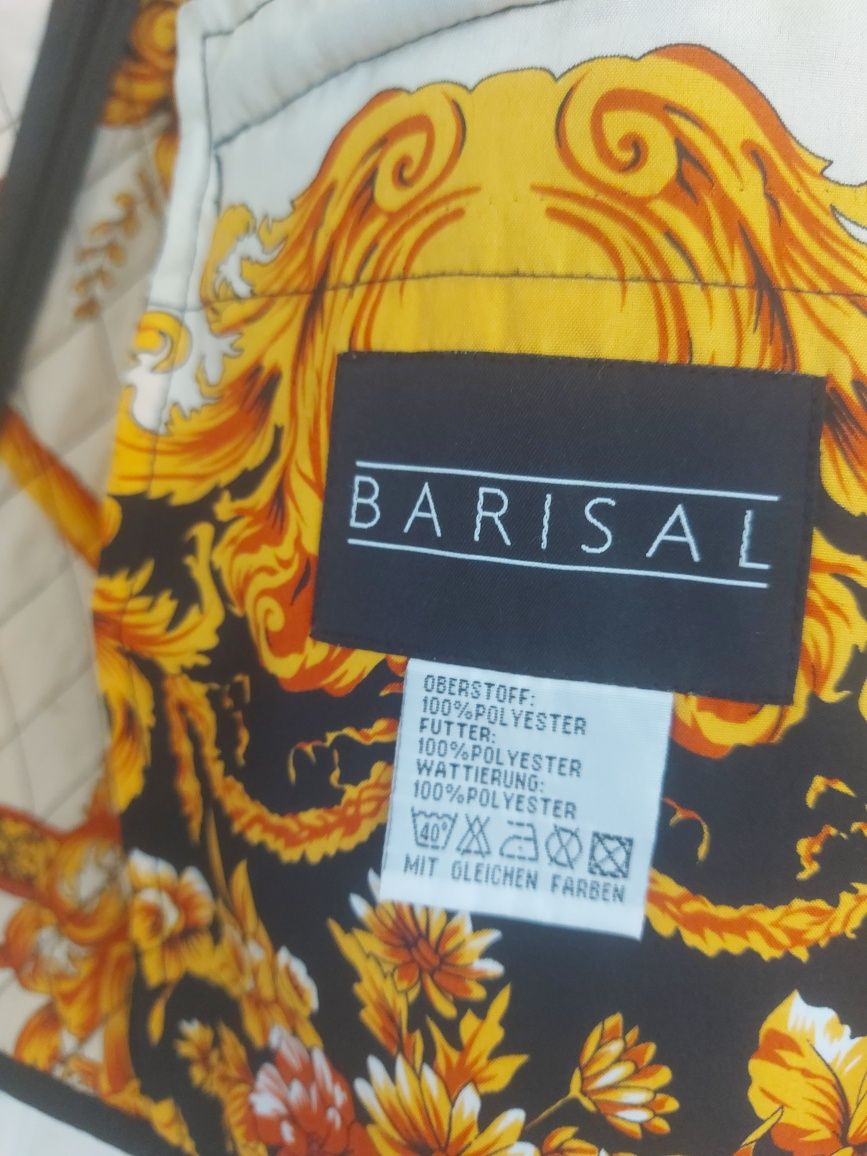 BARISAL
OBERSTOFF:
100%POLYESTER
FUTTER:
100%POLYESTER
WATTIERUNG:
100%POLYESTER
40°
MIT GLEICHEN FARBEN